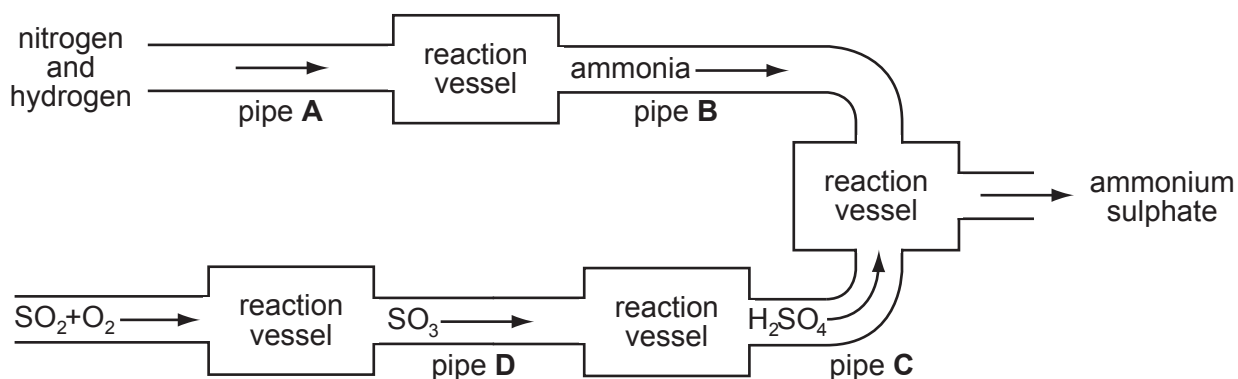 nitrogen
and
hydrogen
pipe A
reaction
vessel
ammonia
pipe B
reaction
vessel
ammonium
sulphate
SO₂+O₂
reaction
vessel
SO₃
pipe D
reaction
vessel
H₂SO₄
pipe C